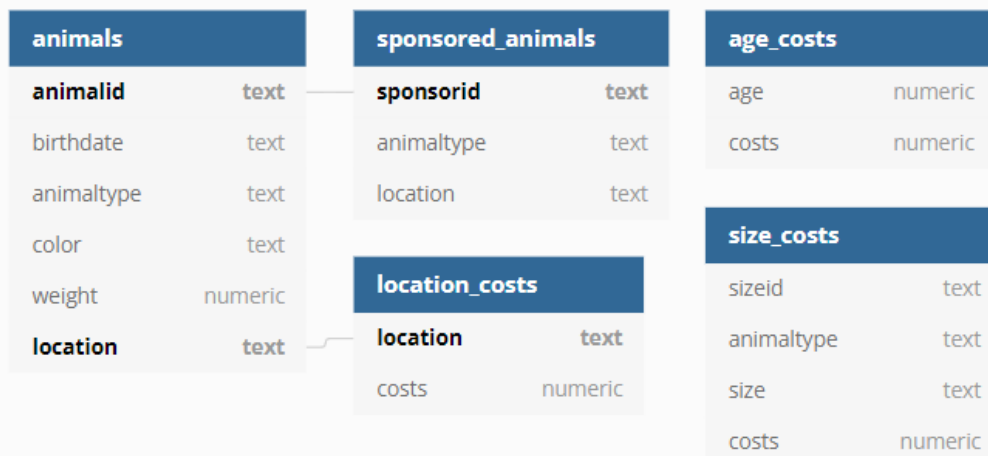 animals
animalid text
birthdate text
animaltype text
color text
weight numeric
location text
sponsored_animals
sponsorid text
animaltype text
location text
location_costs
location text
costs numeric
age_costs
age numeric
costs numeric
size_costs
sizeid text
animaltype text
size text
costs numeric